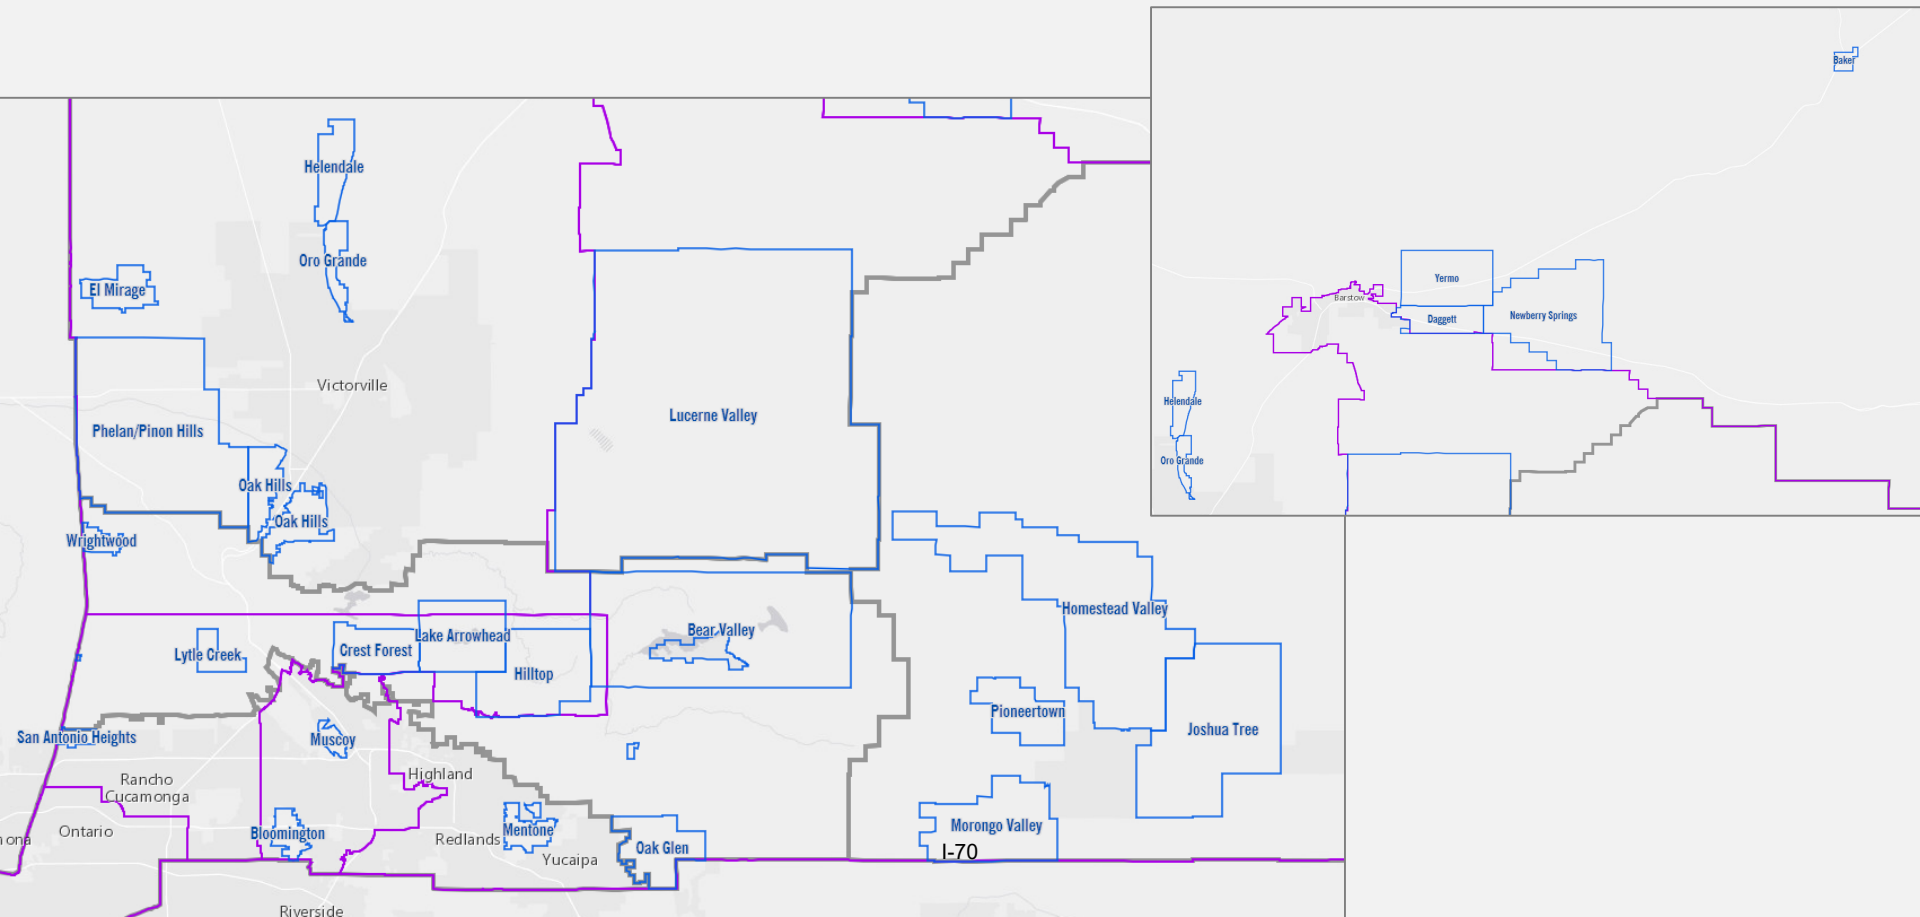 Baker
Helendale
Oro Grande
El Mirage
Yermo
Barstow
Daggett
Newberry Springs
Helendale
Oro Grande
Victorville
Lucerne Valley
Phelan/Pinon Hills
Oak Hills
Oak Hills
Wrightwood
Homestead Valley
Bear Valley
Lake Arrowhead
Crest Forest
Lytle Creek
Hilltop
Pioneertown
Joshua Tree
San Antonio Heights
Muscoy
Rancho
Cucamonga
Highland
Morongo Valley
Ontario
Bloomington
Mentone
Redlands
ona
Oak Glen
I-70
Yucaipa
Riverside